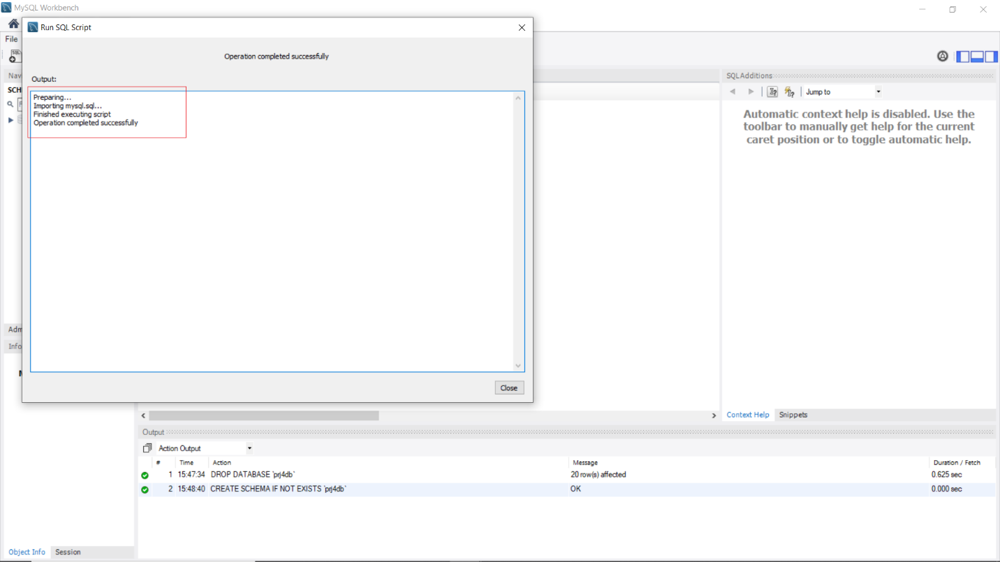 MySQL Workbench
Run SQL Script
File
Operation completed successfully
Output:
Preparing...
Importing mysql.sql...
Finished executing script
Operation completed successfully
Close
Nav
SCH
Adm
Info
SQLAdditions
Jump to
Automatic context help is disabled. Use the
toolbar to manually get help for the current
caret position or to toggle automatic help.
Context Help Snippets
Output
Action Output
# Time Action Message Duration / Fetch
1 15:47:34 DROP DATABASE `prj4db` 20 row(s) affected 0.625 sec
2 15:48:40 CREATE SCHEMA IF NOT EXISTS `prj4db` OK 0.000 sec
Object Info Session